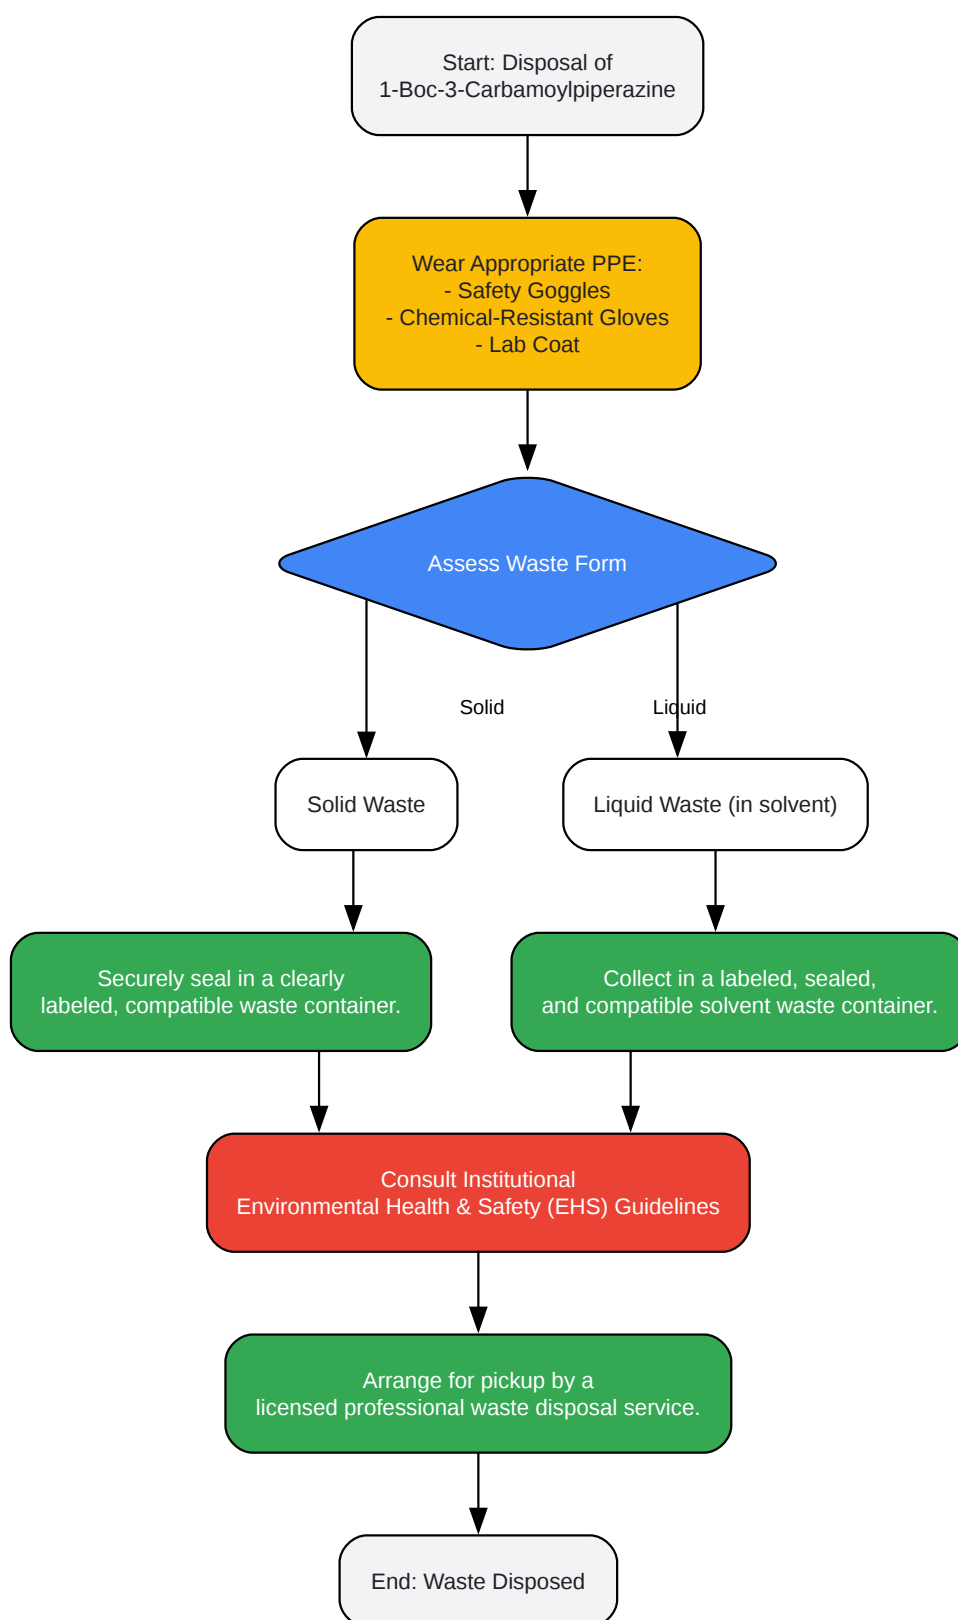 Start: Disposal of
1-Boc-3-Carbamoylpiperazine
Wear Appropriate PPE:
- Safety Goggles
- Chemical-Resistant Gloves
- Lab Coat
Assess Waste Form
Solid
Liquid
Solid Waste
Liquid Waste (in solvent)
Securely seal in a clearly
labeled, compatible waste container.
Collect in a labeled, sealed,
and compatible solvent waste container.
Consult Institutional
Environmental Health & Safety (EHS) Guidelines
Arrange for pickup by a
licensed professional waste disposal service.
End: Waste Disposed